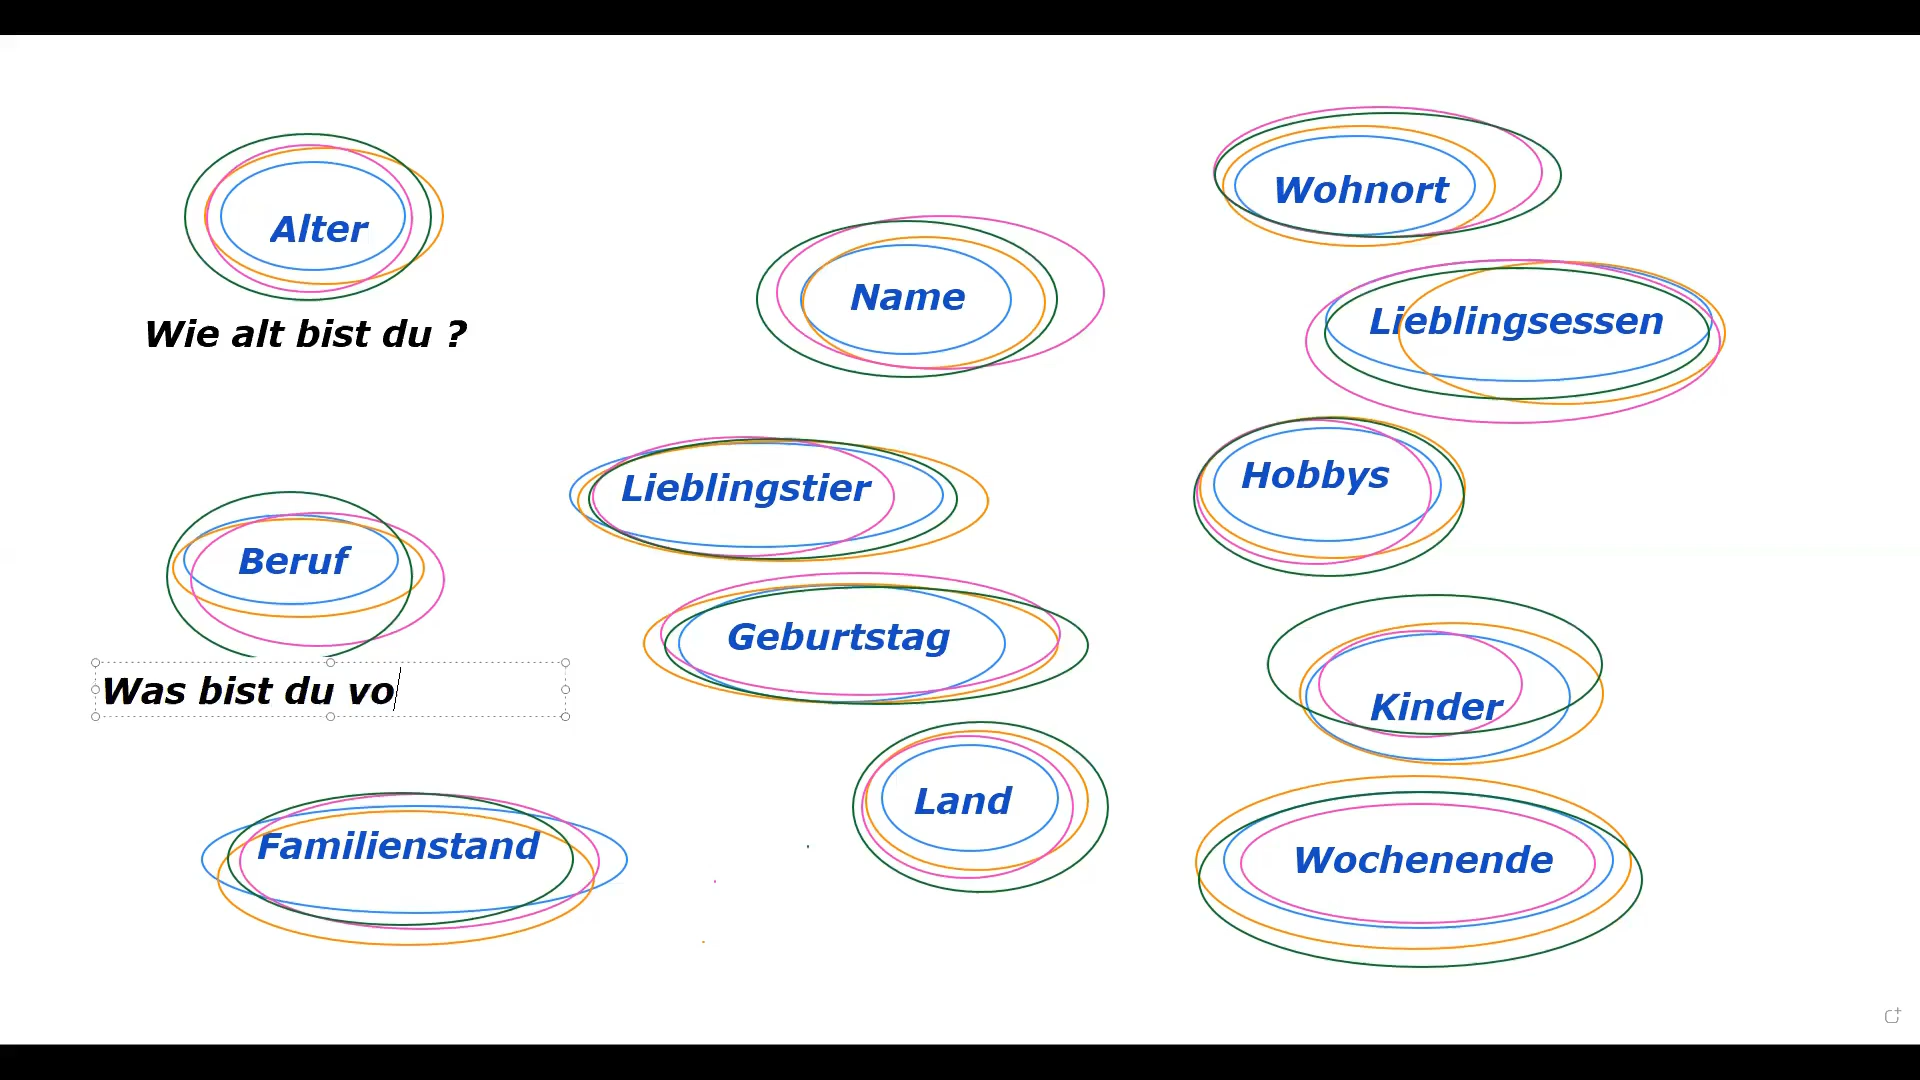 Alter
Wie alt bist du ?
Beruf
Was bist du vo
Familienstand
Name
Lieblingstier
Geburtstag
Land
Wohnort
Lieblingsessen
Hobbys
Kinder
Wochenende